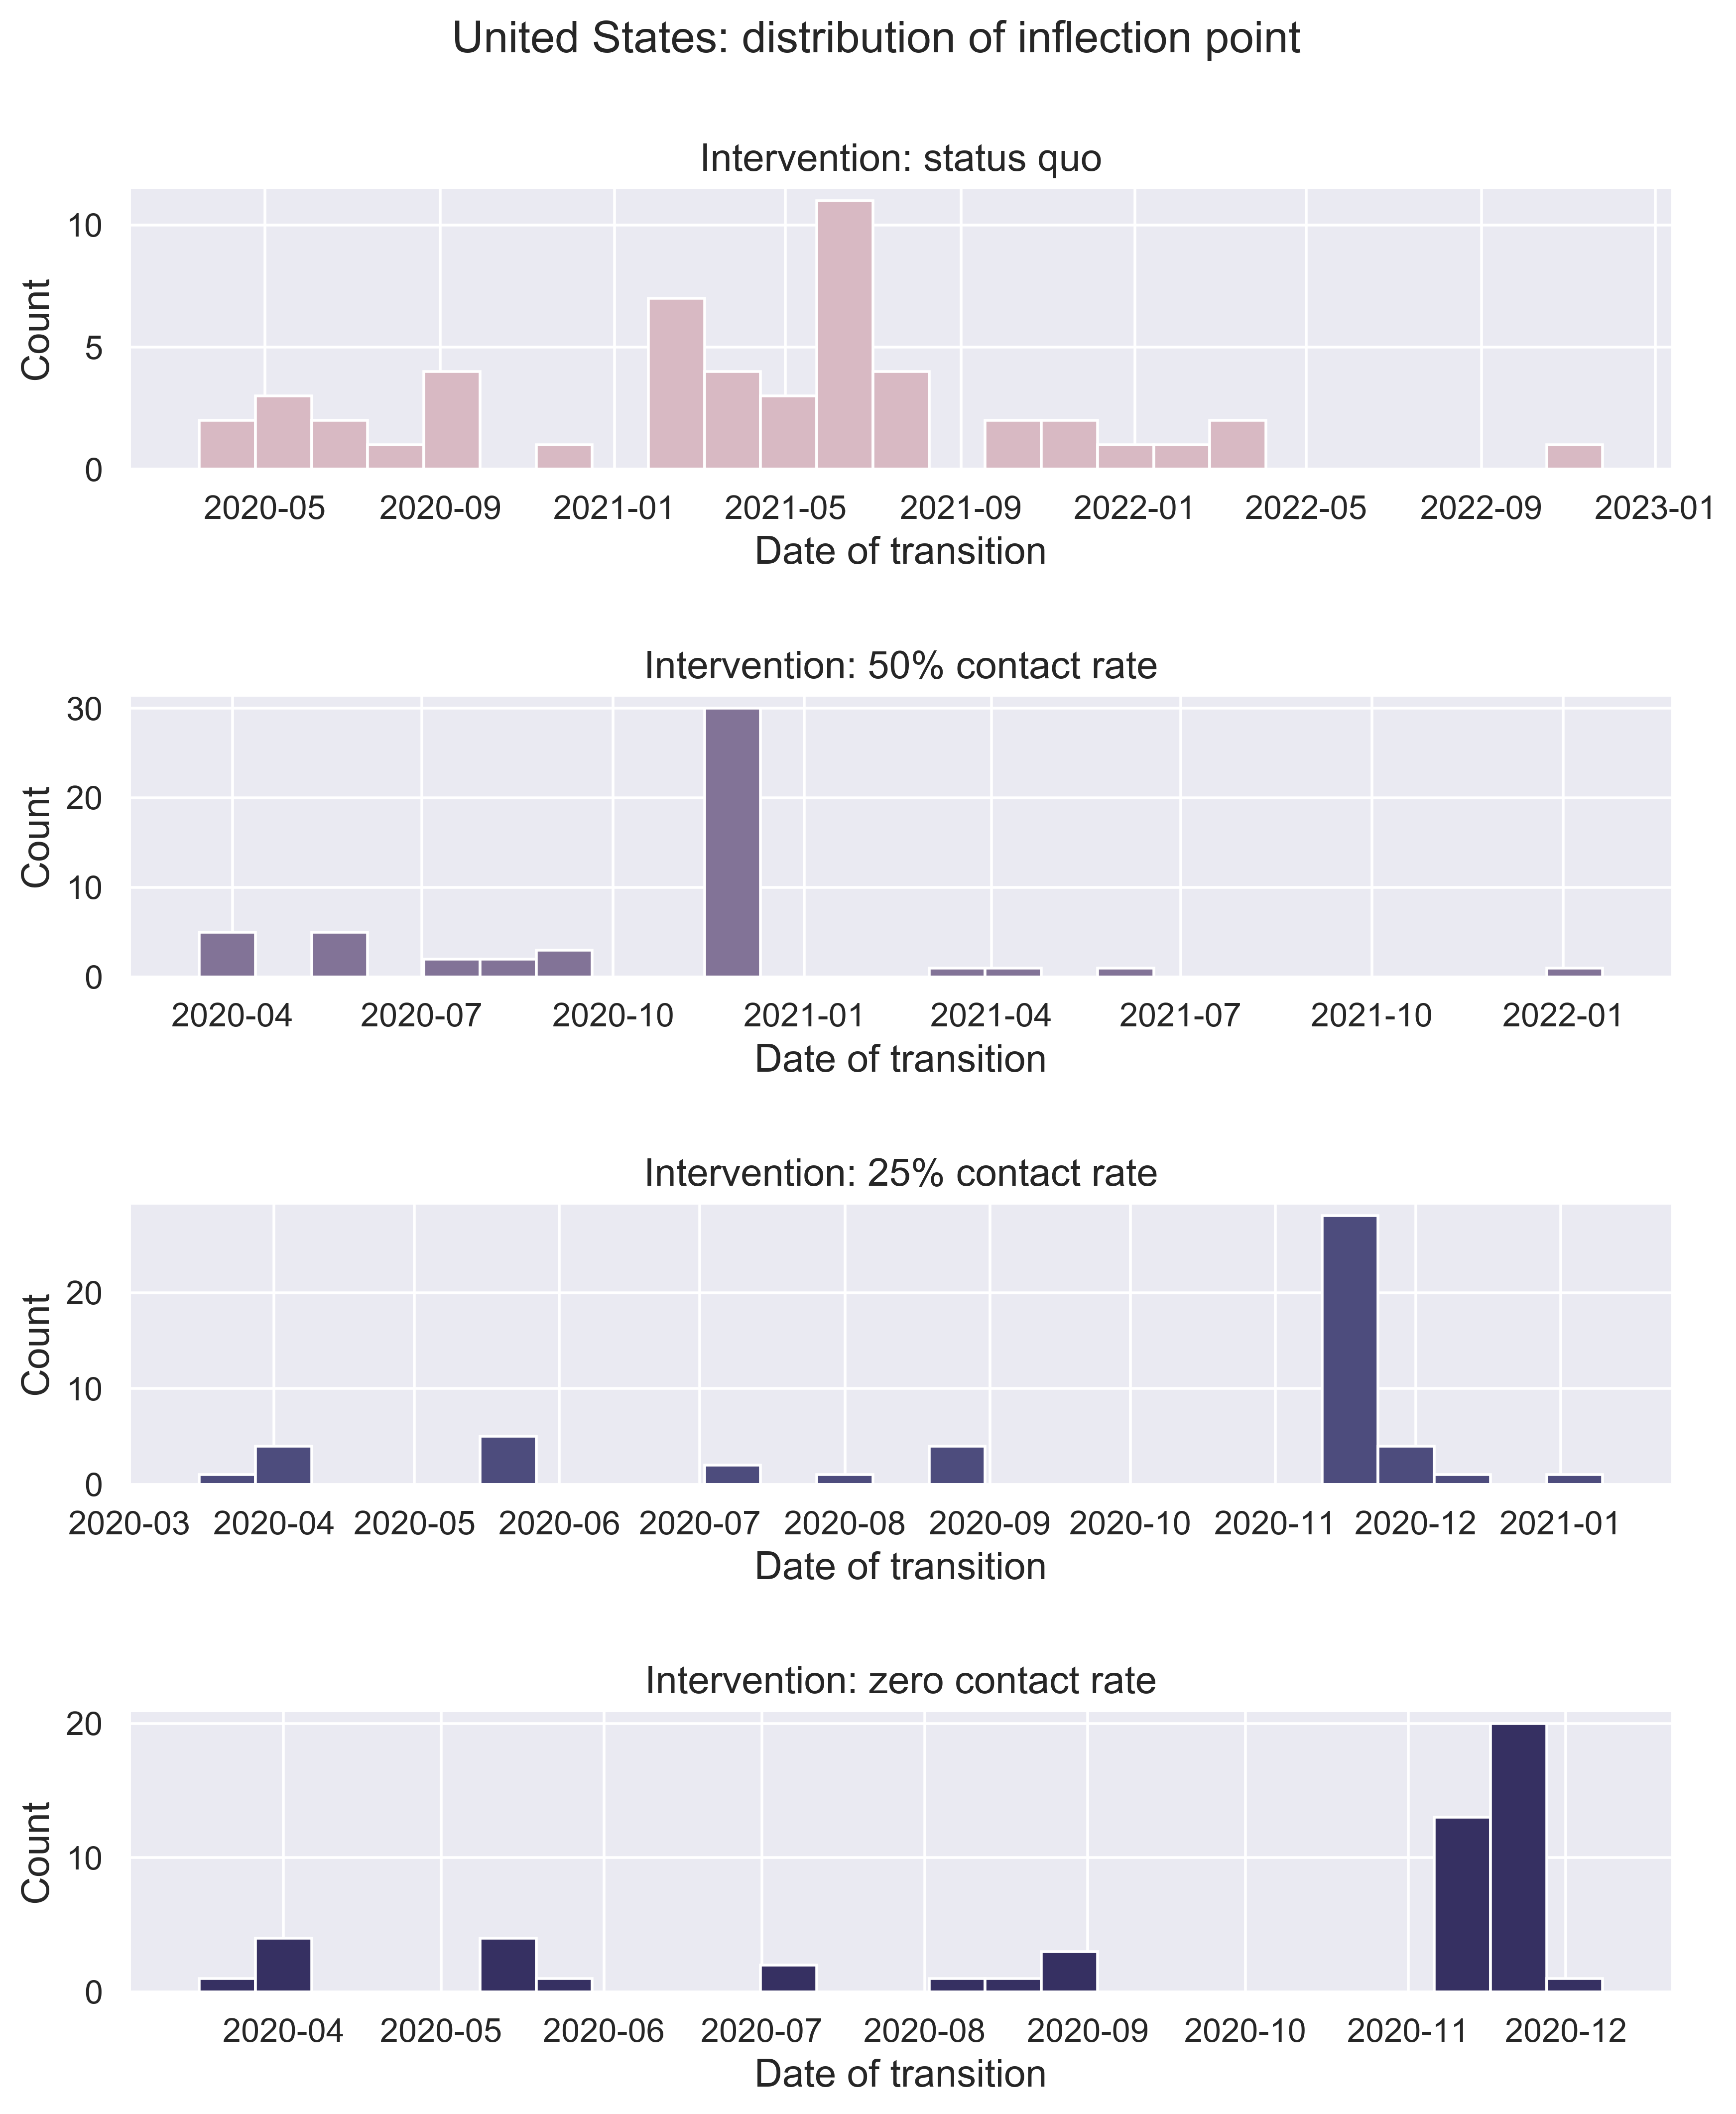 United States: distribution of inflection point
Intervention: status quo
10
5
0
Count
2020-05 2020-09 2021-01 2021-05 2021-09 2022-01 2022-05 2022-09 2023-01
Date of transition
Intervention: 50% contact rate
30
20
10
0
Count
2020-04 2020-07 2020-10 2021-01 2021-04 2021-07 2021-10 2022-01
Date of transition
Intervention: 25% contact rate
20
10
0
Count
2020-03 2020-04 2020-05 2020-06 2020-07 2020-08 2020-09 2020-10 2020-11 2020-12 2021-01
Date of transition
Intervention: zero contact rate
20
10
0
Count
2020-04 2020-05 2020-06 2020-07 2020-08 2020-09 2020-10 2020-11 2020-12
Date of transition